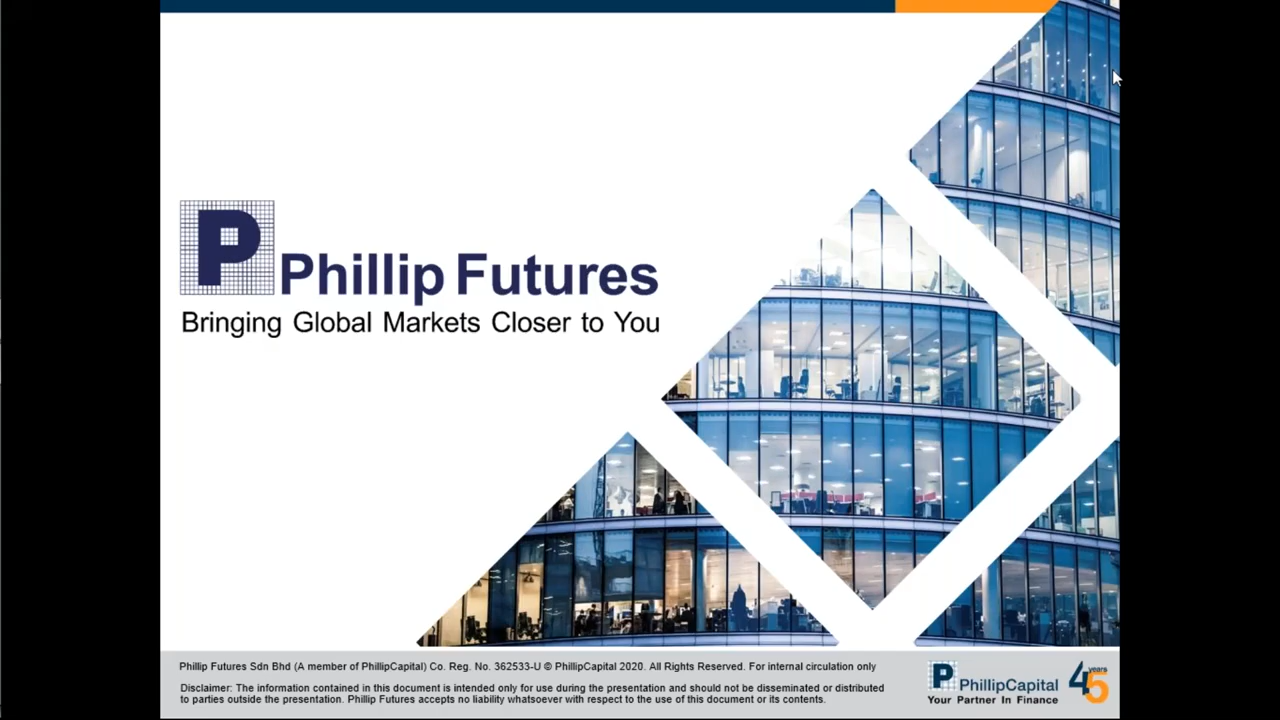 P Phillip Futures
Bringing Global Markets Closer to You
Phillip Futures Sdn Bhd (A member of PhillipCapital) Co. Reg. No. 362533-U © PhillipCapital 2020. All Rights Reserved. For internal circulation only
Disclaimer: The information contained in this document is intended only for use during the presentation and should not be disseminated or distributed
to parties outside the presentation. Phillip Futures accepts no liability whatsoever with respect to the use of this document or its contents.
P PhillipCapital
Your Partner In Finance
45 years